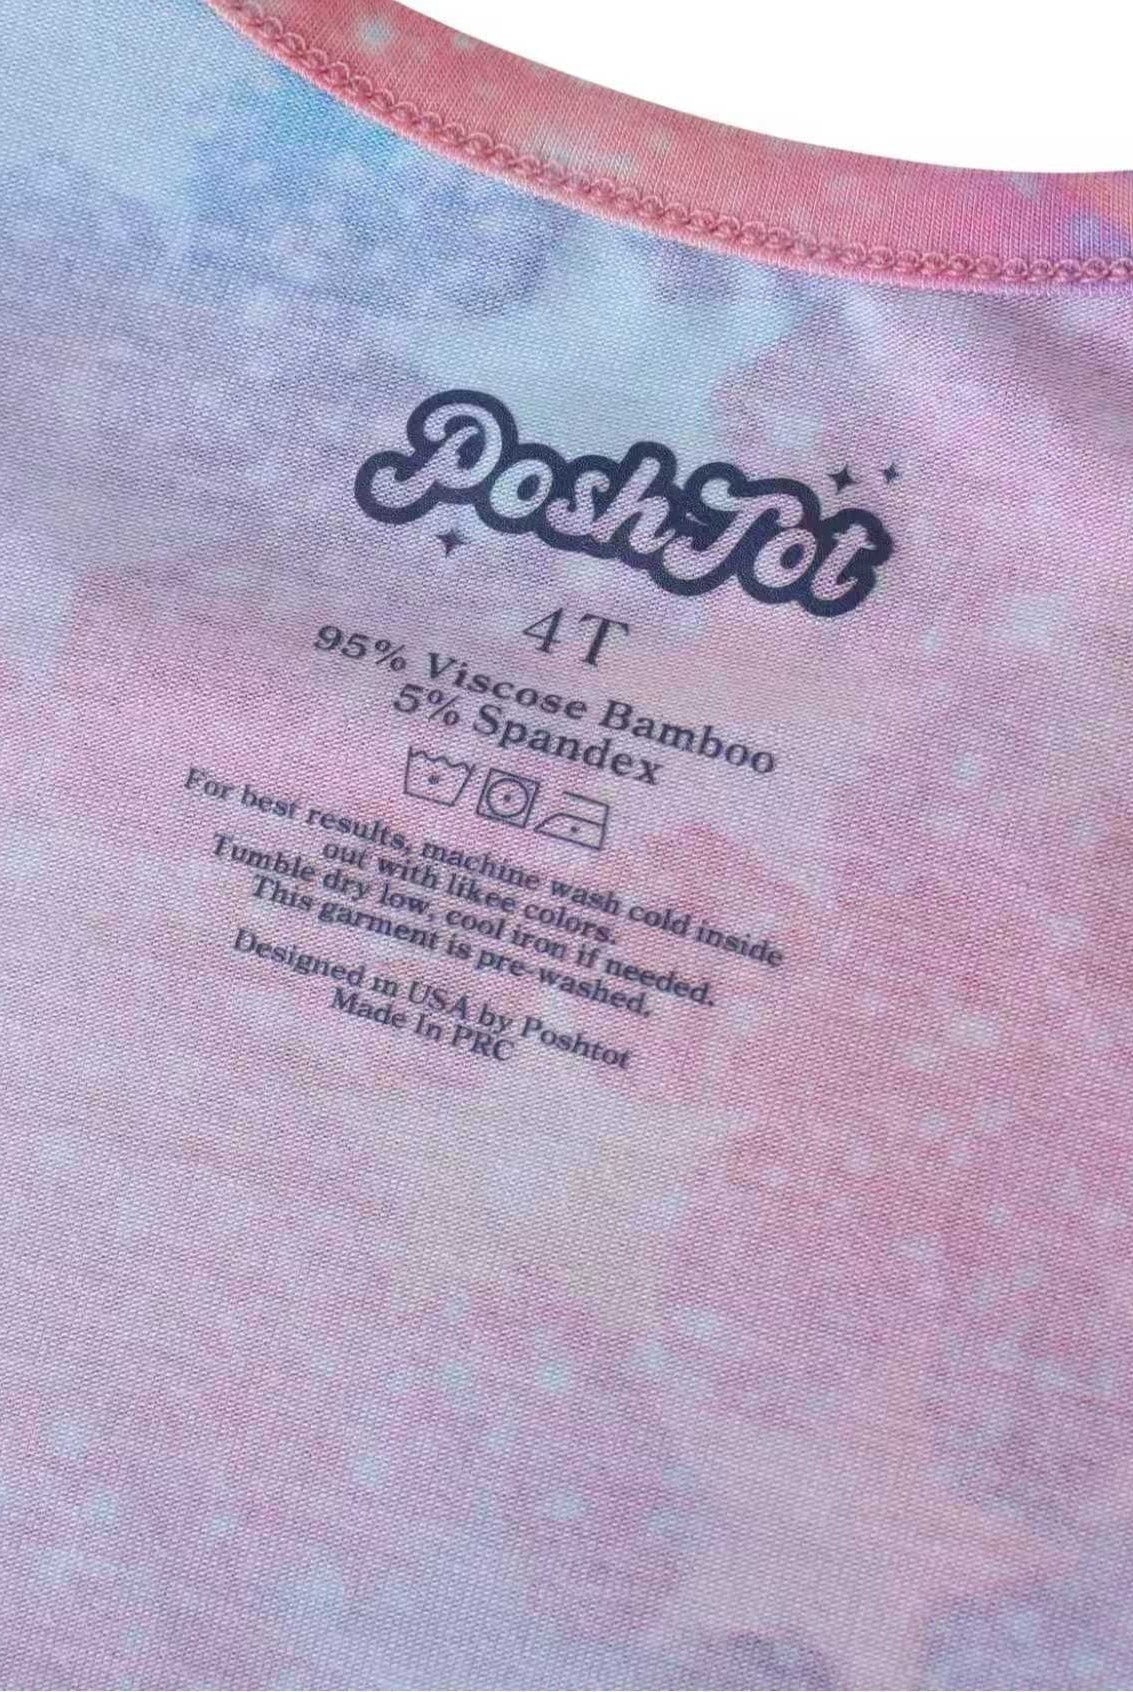 PoshTot
4T
95% Viscose Bamboo
5% Spandex
For best results, machine wash cold inside
out with likee colors.
Tumble dry low, cool iron if needed.
This garment is pre-washed.
Designed in USA by Poshtot
Made In PRC